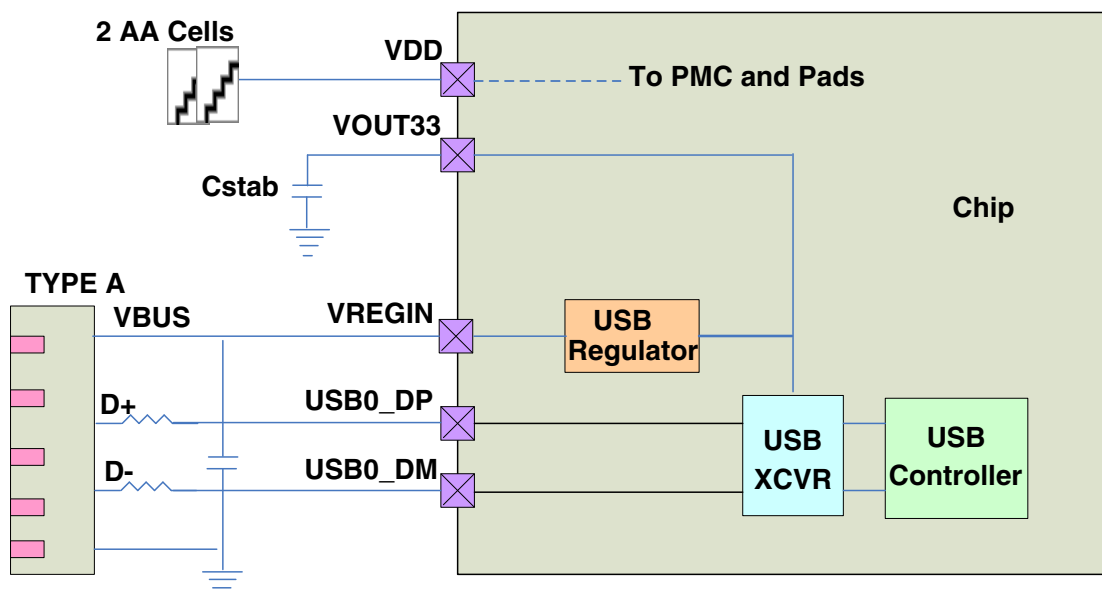 2 AA Cells
VDD
To PMC and Pads
VOUT33
Cstab
Chip
TYPE A
VBUS
VREGIN
USB
Regulator
D+
USB0_DP
D-
USB0_DM
USB
XCVR
USB
Controller